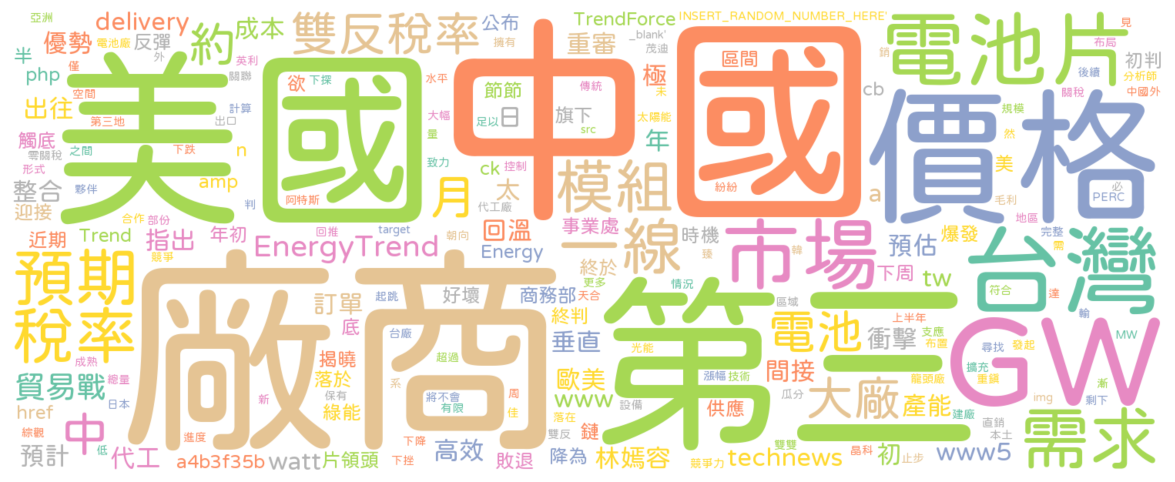 亞洲 優勢 delivery 約 成本 雙反稅率 公布 TrendForce INSERT_RANDOM_NUMBER_HERE'
電池廠 反彈 擁有 重審 _blank' 茂迪 電池片 見 布局
半 僅 外 英利 欲 下探 水平 極 區間 銷 初判 後續 分析師
php 空間 關聯 節節 傳統 末 cb 關稅 中國外
美國 中國 價格
出往 第三地 計算 大幅 日 旗下 太陽能 規模
觸底 之間 下跌 出口 量 足以 src 年 然
零關稅 n 致力 ck 控制 模組 美 PERC 必
整合 形式 夥伴 amp 阿特斯 月 太 紛紛 a 毛利
迎接 合作 部份 判 代工廠 事業處 地區 需
近期 Trend 指出 年初 回推 target 朝向 回溫 一線 時機 韓 臻 市場 預估 爆發 完整 台灣
競爭 EnergyTrend Energy 終於 更多 下周 tw
預期 廠商 訂單 起跳 好壞 商務部 天合 情況 第三 區域 符合 達
稅率 底 台廠 終判 上半年 支應 輸 GW MW
成熟 揭曉 超過 垂直 光能 電池 衝擊 布置 尋找 發起
貿易戰 總量 落於 系 周 歐美 漲幅 技術 間接 龍頭廠 擴充 重鎮 漸
href 日本 新 保有 綠能 將不會 有限 佳 www 設備 供應 瓜分 大廠 產能 建廠 img 剩下
綜觀 中 進度 下降 落在 雙反 鏈 直銷 本土 需求
預計 低 代工 a4b3f35b watt 片領頭 下挫 高效 敗退 降為 林嫣容 競爭力 technews 雙雙 晶科 止步 初 www5